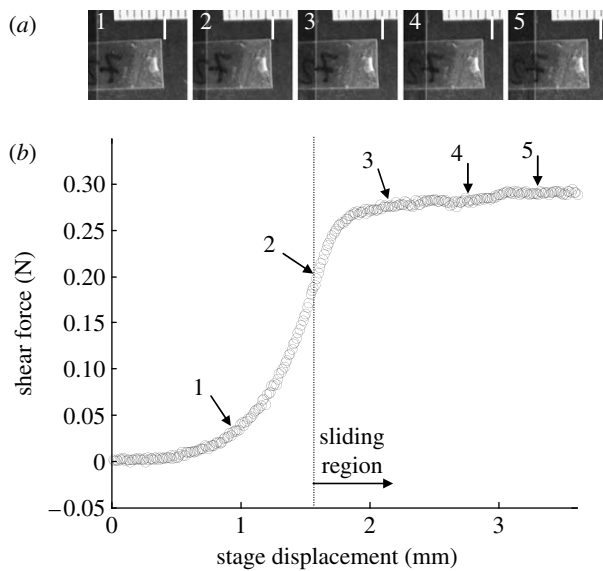 (a)
1 2 3 4 5
(b)
0.30
0.25
0.20
0.15
0.10
0.05
0
−0.05
shear force (N)
1
2
3
4
5
sliding
region
0 1 2 3
stage displacement (mm)